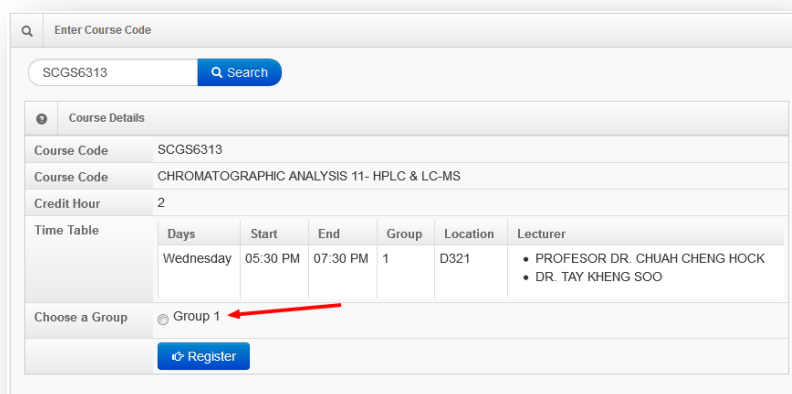 Enter Course Code
SCGS6313 Search
Course Details
Course Code SCGS6313
Course Code CHROMATOGRAPHIC ANALYSIS 11- HPLC & LC-MS
Credit Hour 2
Time Table Days Start End Group Location Lecturer
Wednesday 05:30 PM 07:30 PM 1 D321 • PROFESOR DR. CHUAH CHENG HOCK
• DR. TAY KHENG SOO
Choose a Group Group 1
Register